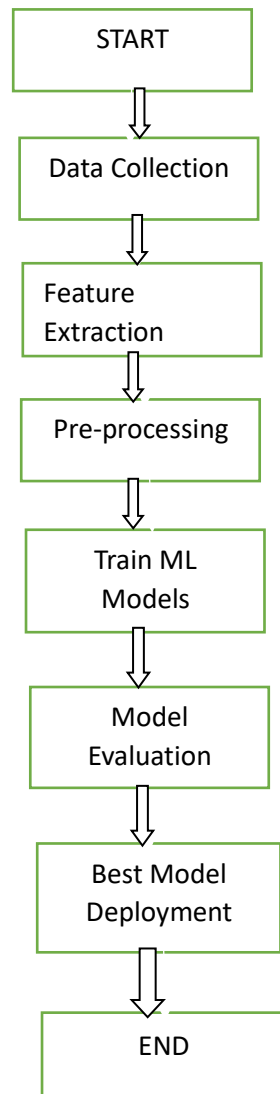 START
Data Collection
Feature
Extraction
Pre-processing
Train ML
Models
Model
Evaluation
Best Model
Deployment
END